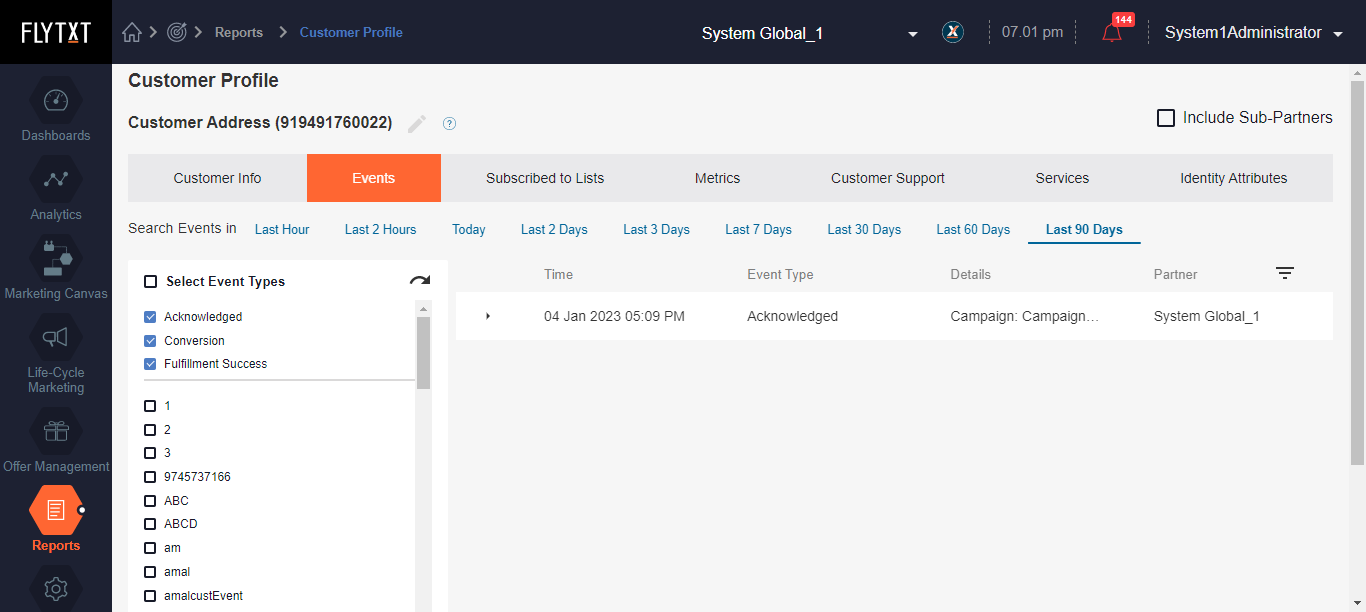 FLYTXT
Reports
Customer Profile
System Global_1
X
07.01 pm
144
System1Administrator
Dashboards
Analytics
Marketing Canvas
Life-Cycle
Marketing
Offer Management
Reports
Customer Profile
Customer Address (919491760022)
?
Include Sub-Partners
Customer Info
Events
Subscribed to Lists
Metrics
Customer Support
Services
Identity Attributes
Search Events in
Last Hour
Last 2 Hours
Today
Last 2 Days
Last 3 Days
Last 7 Days
Last 30 Days
Last 60 Days
Last 90 Days
Select Event Types
Acknowledged
Conversion
Fulfillment Success
1
2
3
9745737166
ABC
ABCD
am
amal
amalcustEvent
Time
Event Type
Details
Partner
04 Jan 2023 05:09 PM
Acknowledged
Campaign: Campaign...
System Global_1